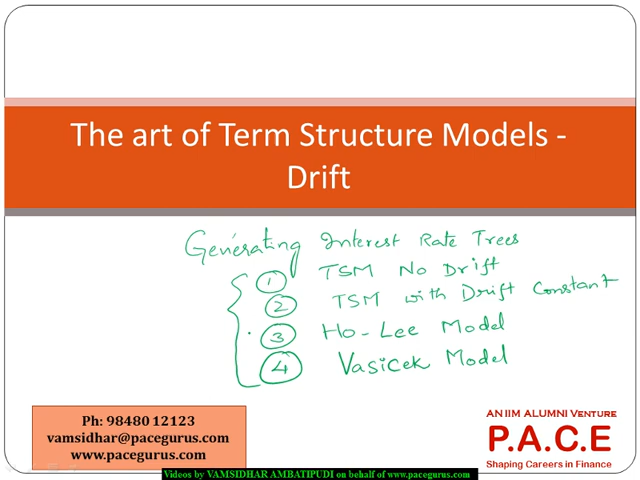 The art of Term Structure Models -
Drift
Generating Interest Rate Trees
1 TSM No Drift
2 TSM with Drift Constant
3 Ho-Lee Model
4 Vasicek Model
Ph: 98480 12123
vamsidhar@pacegurus.com
www.pacegurus.com
AN IIM ALUMNI VENTURE
P.A.C.E
Shaping Careers in Finance
Videos by VAMSIDHAR AMBATIPUDI on behalf of www.pacegurus.com